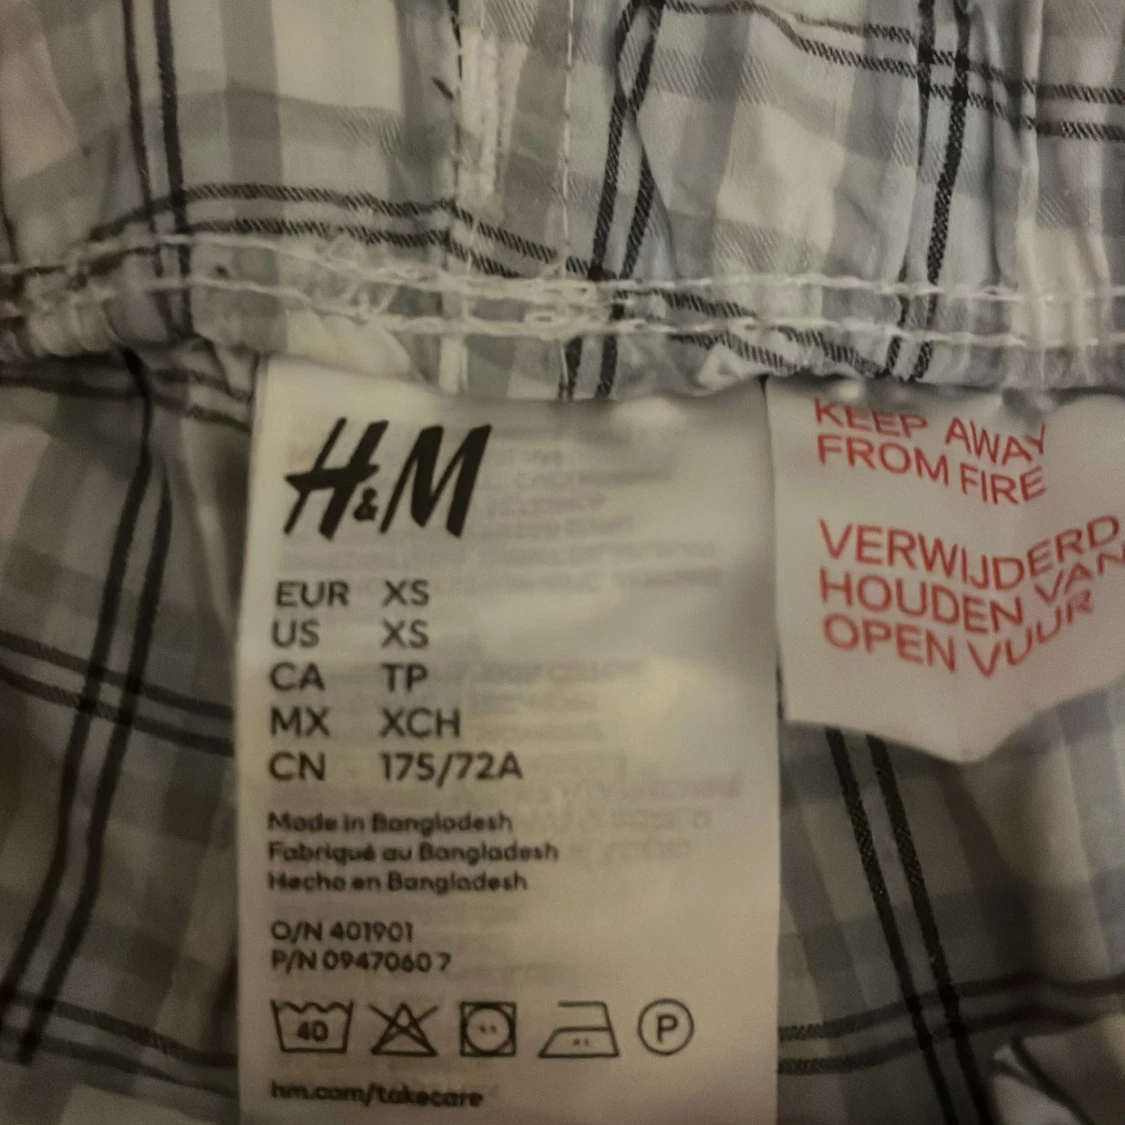 H&M
EUR XS
US XS
CA TP
MX XCH
CN 175/72A
Made in Bangladesh
Fabriqué au Bangladesh
Hecho en Bangladesh
O/N 401901
P/N 0947060 7
40
P
hm.com/takecare
KEEP AWAY
FROM FIRE
VERWIJDERD
HOUDEN VAN
OPEN VUUR